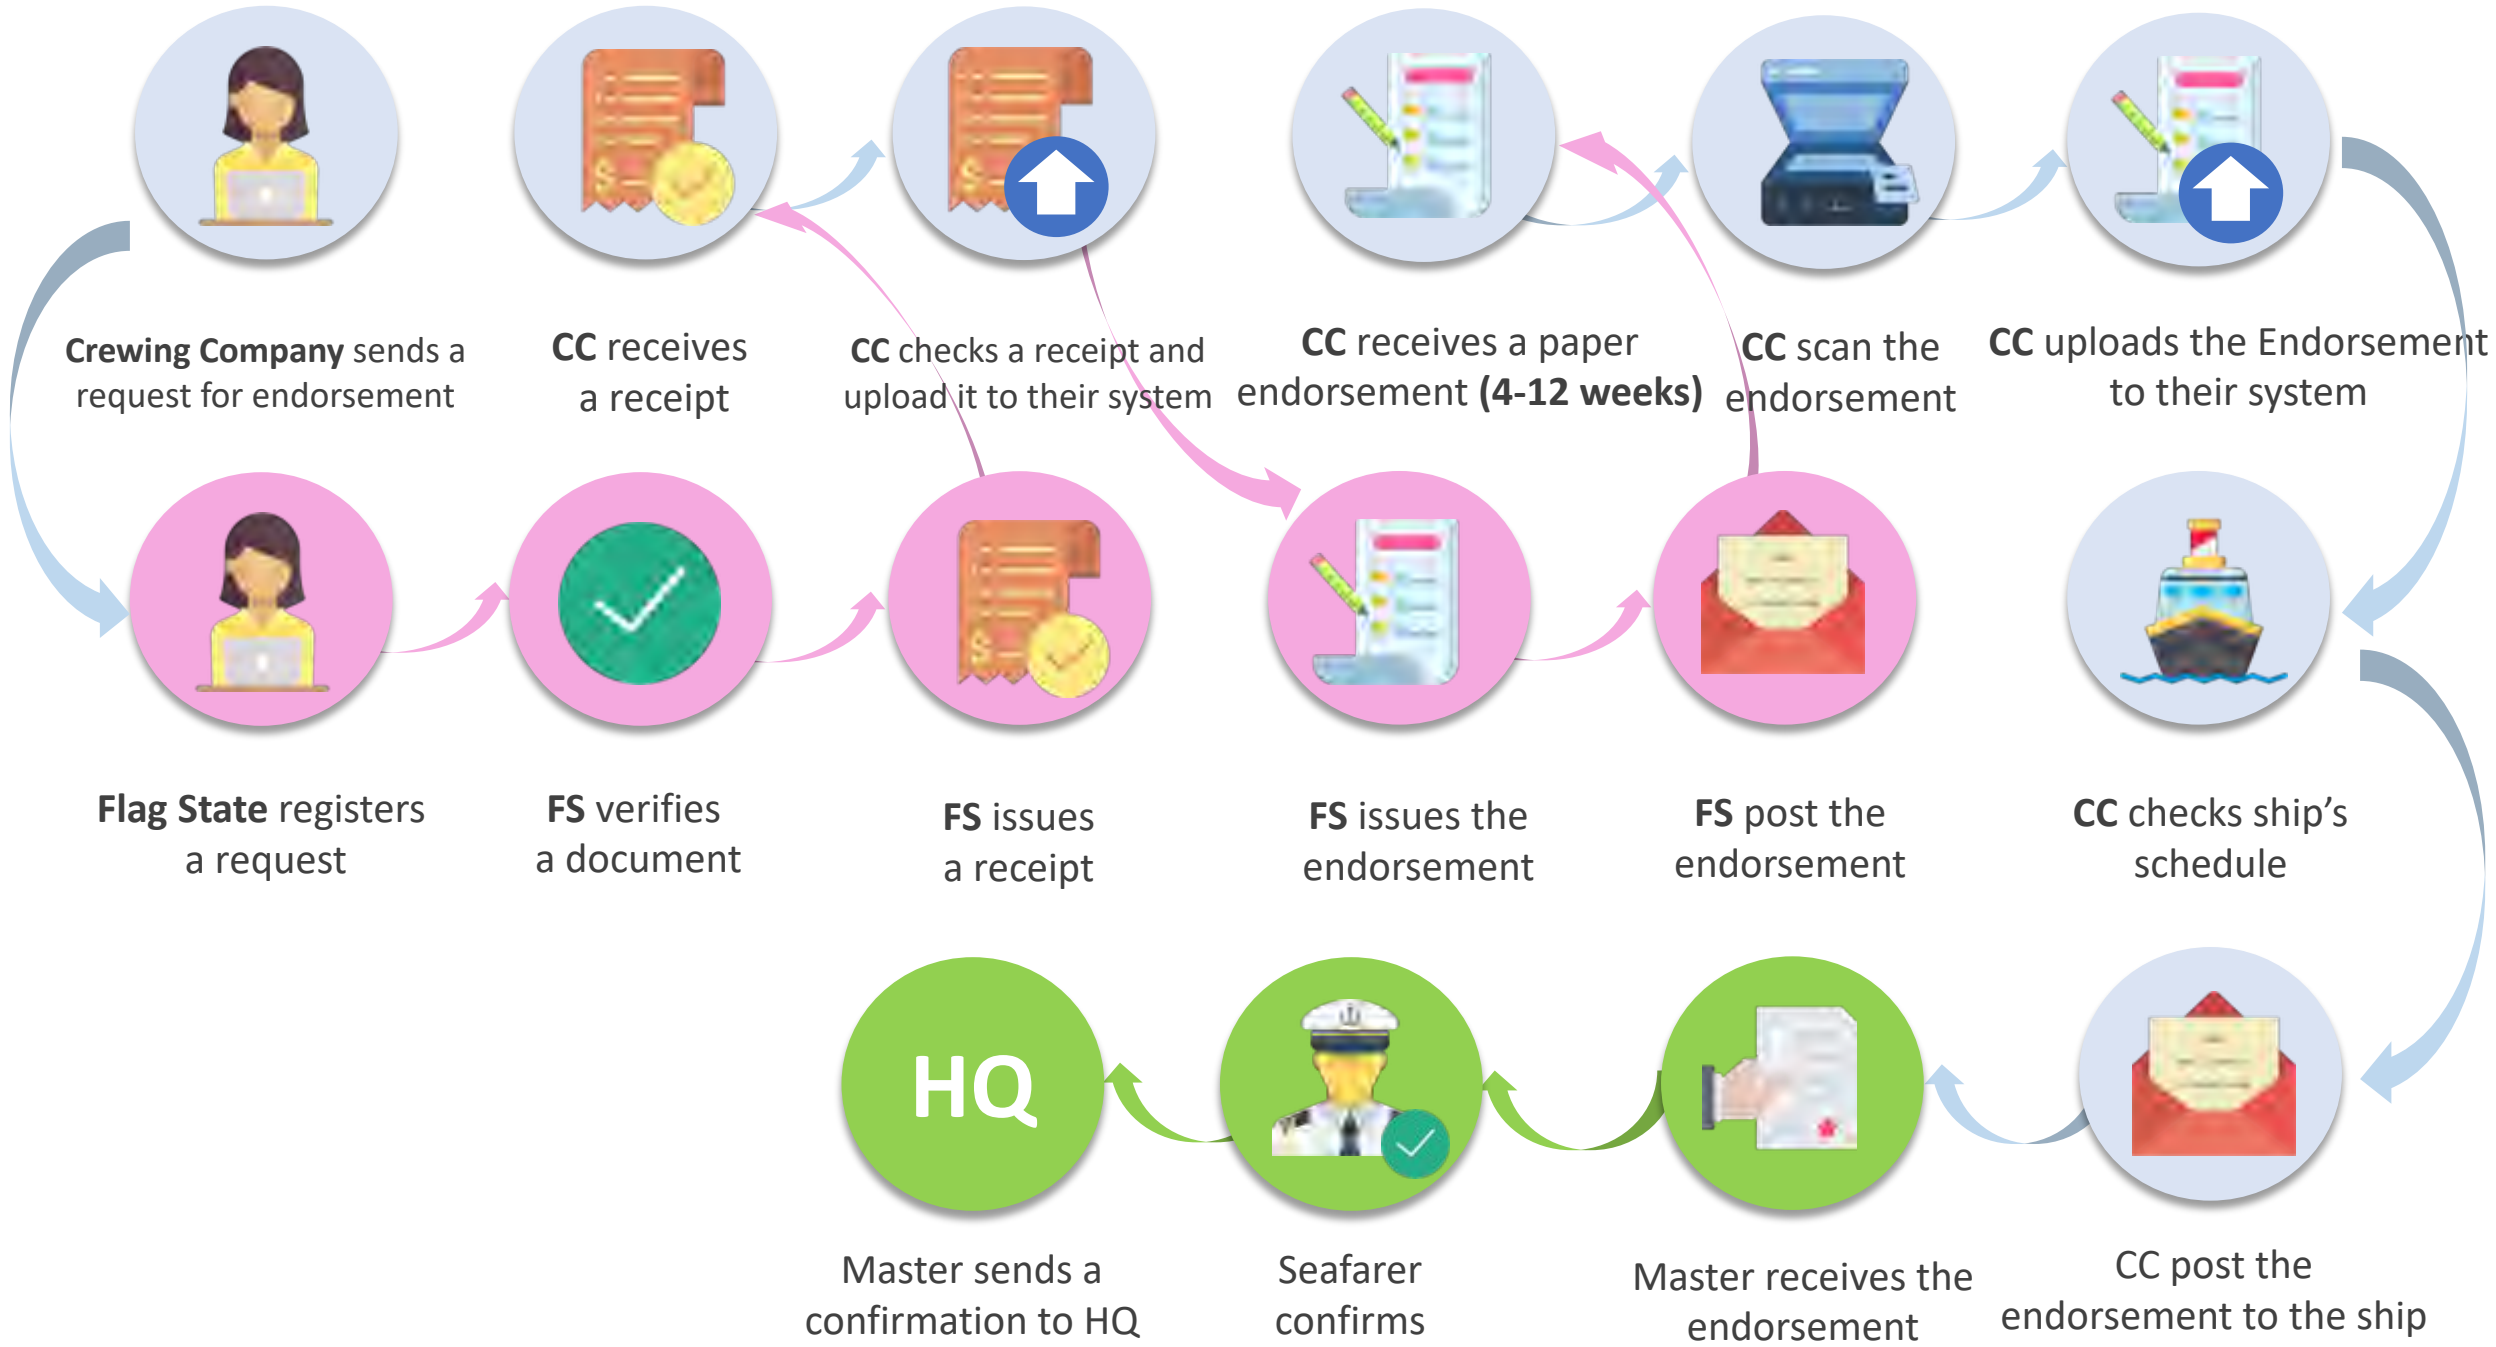 Crewing Company sends a
request for endorsement
CC receives
a receipt
CC checks a receipt and
upload it to their system
CC receives a paper
endorsement (4-12 weeks)
CC scan the
endorsement
CC uploads the Endorsement
to their system
Flag State registers
a request
FS verifies
a document
FS issues
a receipt
FS issues the
endorsement
FS post the
endorsement
CC checks ship’s
schedule
HQ
Master sends a
confirmation to HQ
Seafarer
confirms
Master receives the
endorsement
CC post the
endorsement to the ship